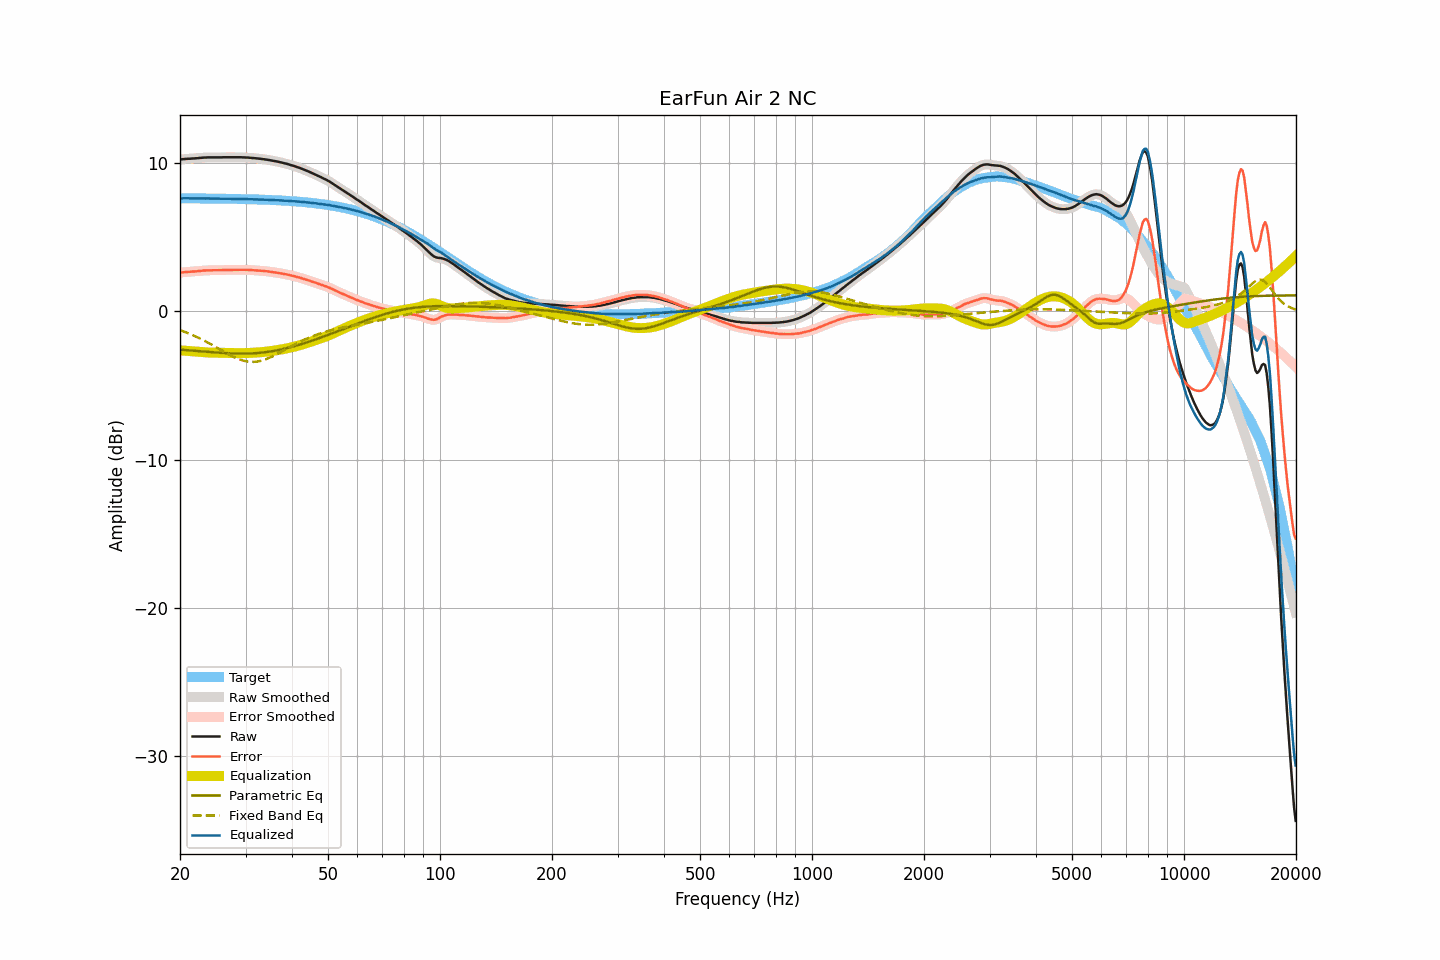 EarFun Air 2 NC
Amplitude (dBr)
10
0
−10
−20
−30
Target
Raw Smoothed
Error Smoothed
Raw
Error
Equalization
Parametric Eq
Fixed Band Eq
Equalized
20 50 100 200 500 1000 2000 5000 10000 20000
Frequency (Hz)